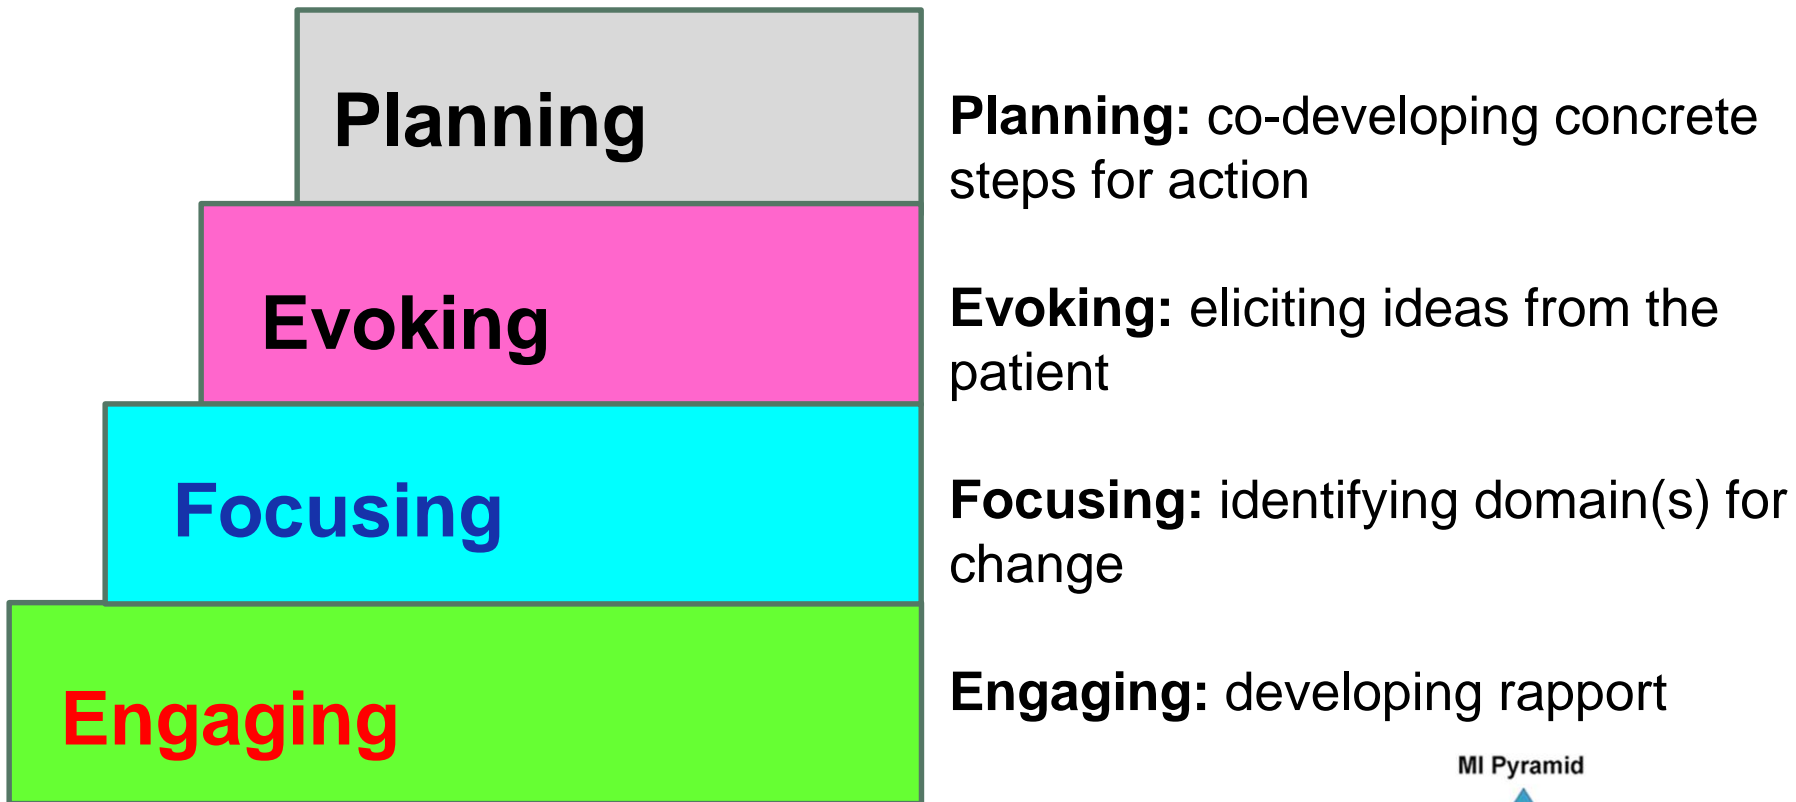 Planning
Evoking
Focusing
Engaging
Planning: co-developing concrete
steps for action
Evoking: eliciting ideas from the
patient
Focusing: identifying domain(s) for
change
Engaging: developing rapport
MI Pyramid